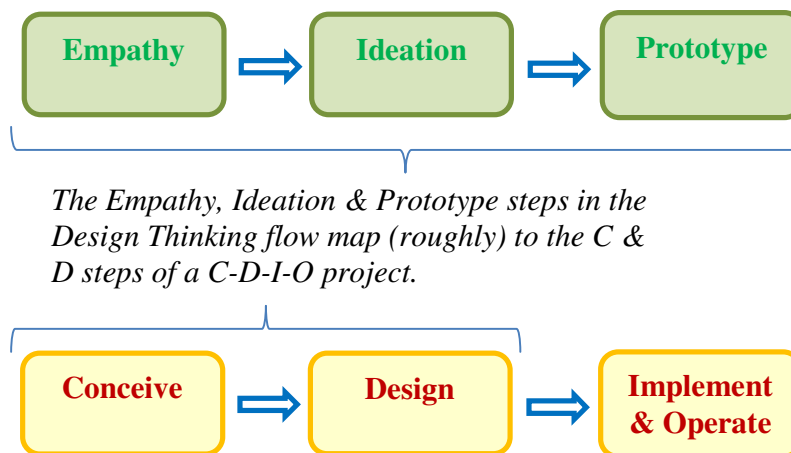 Empathy
Ideation
Prototype
The Empathy, Ideation & Prototype steps in the
Design Thinking flow map (roughly) to the C &
D steps of a C-D-I-O project.
Conceive
Design
Implement
& Operate